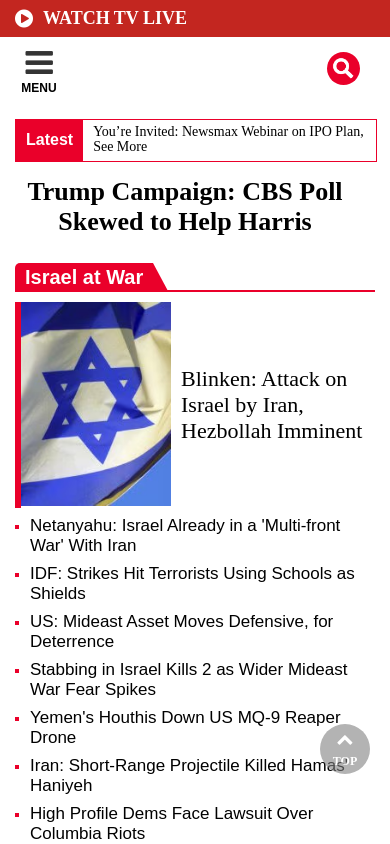 WATCH TV LIVE
MENU
Latest
You’re Invited: Newsmax Webinar on IPO Plan,
See More
Trump Campaign: CBS Poll
Skewed to Help Harris
Israel at War
Blinken: Attack on
Israel by Iran,
Hezbollah Imminent
Netanyahu: Israel Already in a 'Multi-front
War' With Iran
IDF: Strikes Hit Terrorists Using Schools as
Shields
US: Mideast Asset Moves Defensive, for
Deterrence
Stabbing in Israel Kills 2 as Wider Mideast
War Fear Spikes
Yemen's Houthis Down US MQ-9 Reaper
Drone
Iran: Short-Range Projectile Killed Hamas
Haniyeh
TOP
High Profile Dems Face Lawsuit Over
Columbia Riots